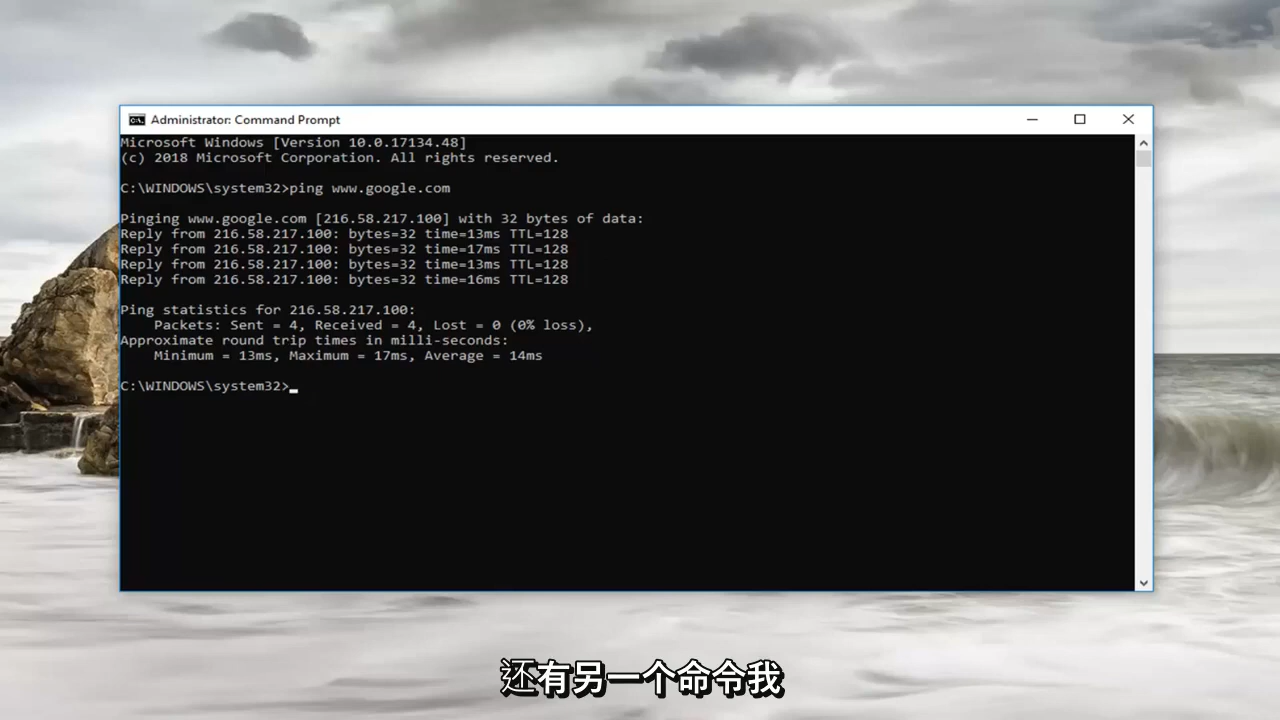 Administrator: Command Prompt
Microsoft Windows [Version 10.0.17134.48]
(c) 2018 Microsoft Corporation. All rights reserved.
C:\WINDOWS\system32>ping www.google.com
Pinging www.google.com [216.58.217.100] with 32 bytes of data:
Reply from 216.58.217.100: bytes=32 time=13ms TTL=128
Reply from 216.58.217.100: bytes=32 time=17ms TTL=128
Reply from 216.58.217.100: bytes=32 time=13ms TTL=128
Reply from 216.58.217.100: bytes=32 time=16ms TTL=128
Ping statistics for 216.58.217.100:
Packets: Sent = 4, Received = 4, Lost = 0 (0% loss),
Approximate round trip times in milli-seconds:
Minimum = 13ms, Maximum = 17ms, Average = 14ms
C:\WINDOWS\system32>
还有另一个命令我